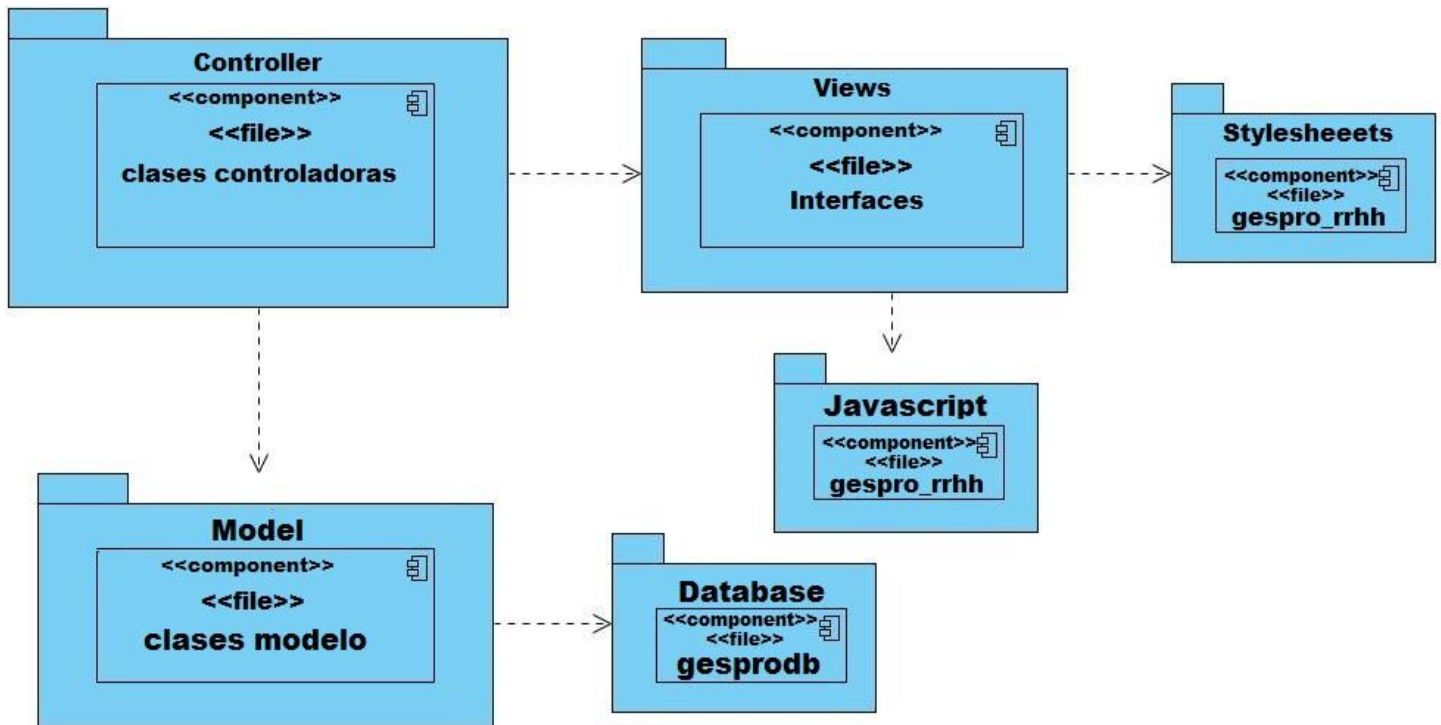 Controller
<<component>>
<<file>>
clases controladoras
Views
<<component>>
<<file>>
Interfaces
Stylesheeets
<<component>>
<<file>>
gespro_rrhh
Javascript
<<component>>
<<file>>
gespro_rrhh
Model
<<component>>
<<file>>
clases modelo
Database
<<component>>
<<file>>
gesprodb